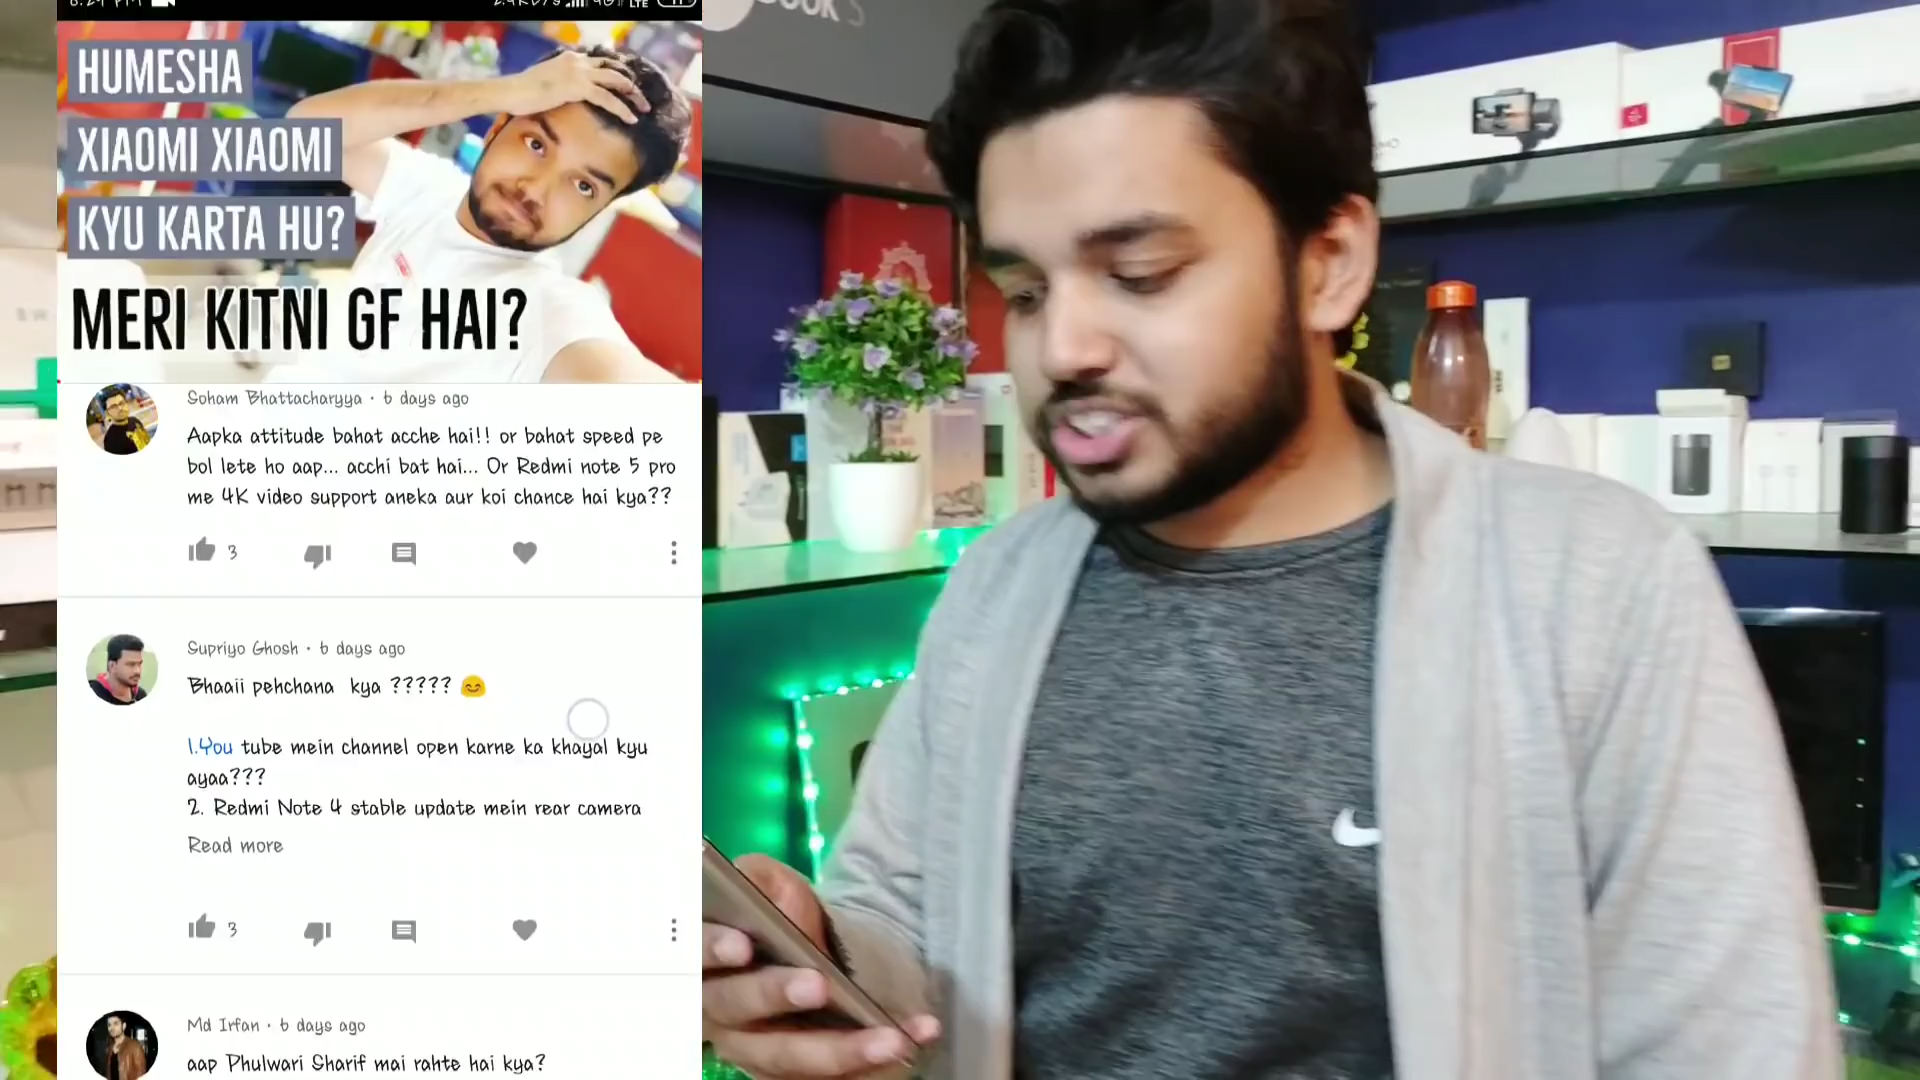 HUMESHA
XIAOMI XIAOMI
KYU KARTA HU?
MERI KITNI GF HAI?
Soham Bhattacharyya · 6 days ago
Aapka attitude bahat acche hai!! or bahat speed pe
bol lete ho aap... acchi bat hai... Or Redmi note 5 pro
me 4K video support aneka aur koi chance hai kya??
3
Supriyo Ghosh · 6 days ago
Bhaaii pehchana kya ????? 😊
1.You tube mein channel open karne ka khayal kyu
ayaa???
2. Redmi Note 4 stable update mein rear camera
Read more
3
Md Irfan · 6 days ago
aap Phulwari Sharif mai rahte hai kya?